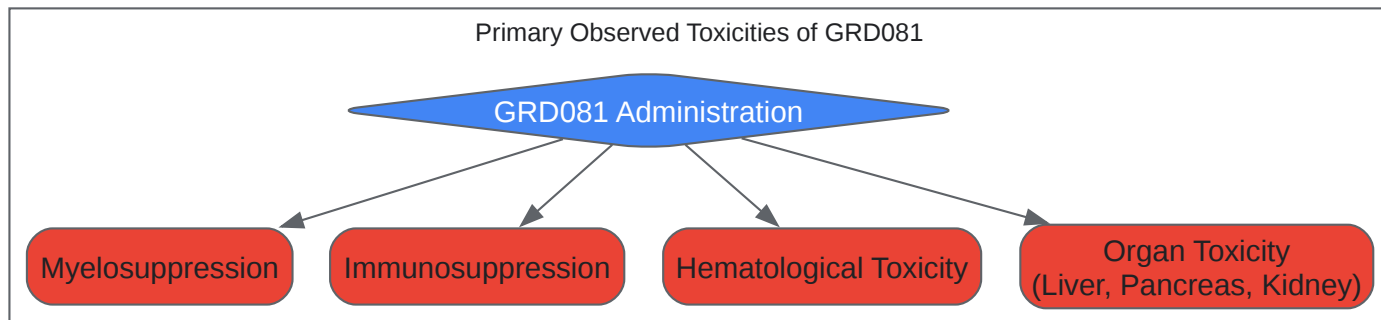 Primary Observed Toxicities of GRD081
GRD081 Administration
Myelosuppression
Immunosuppression
Hematological Toxicity
Organ Toxicity
(Liver, Pancreas, Kidney)